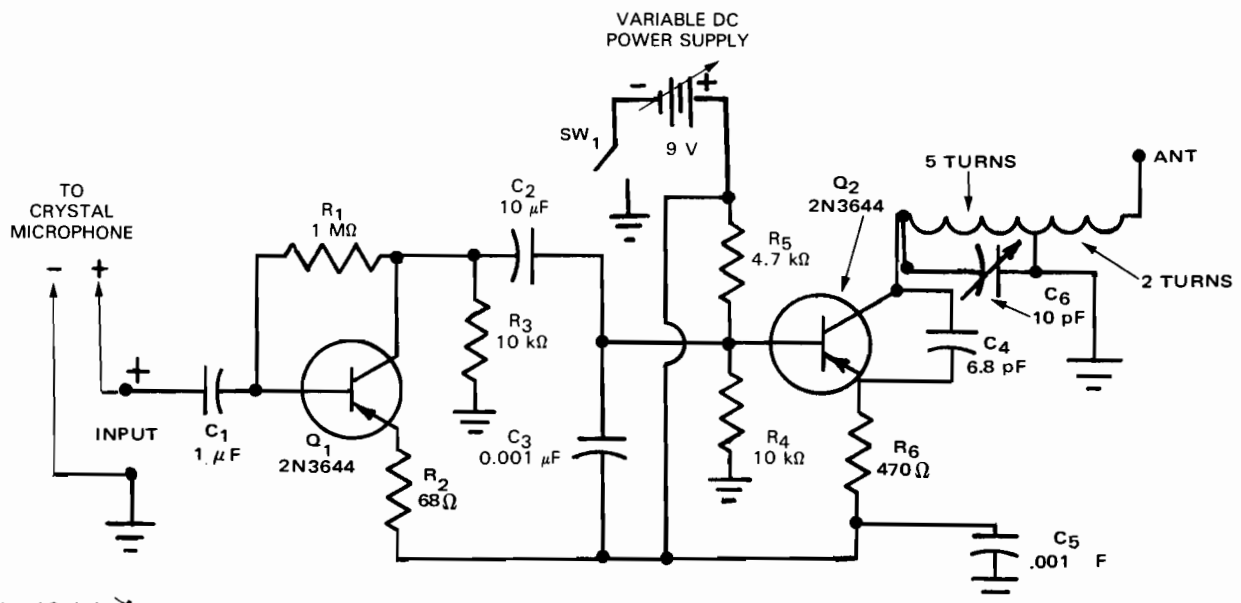 VARIABLE DC
POWER SUPPLY
- +
9 V
SW1
TO
CRYSTAL
MICROPHONE
- +
+
INPUT
C1
1 µF
R1
1 MΩ
Q1
2N3644
R2
68Ω
R3
10 kΩ
C2
10 µF
C3
0.001 µF
R5
4.7 kΩ
R4
10 kΩ
Q2
2N3644
5 TURNS
ANT
2 TURNS
C6
10 pF
C4
6.8 pF
R6
470Ω
C5
.001 F